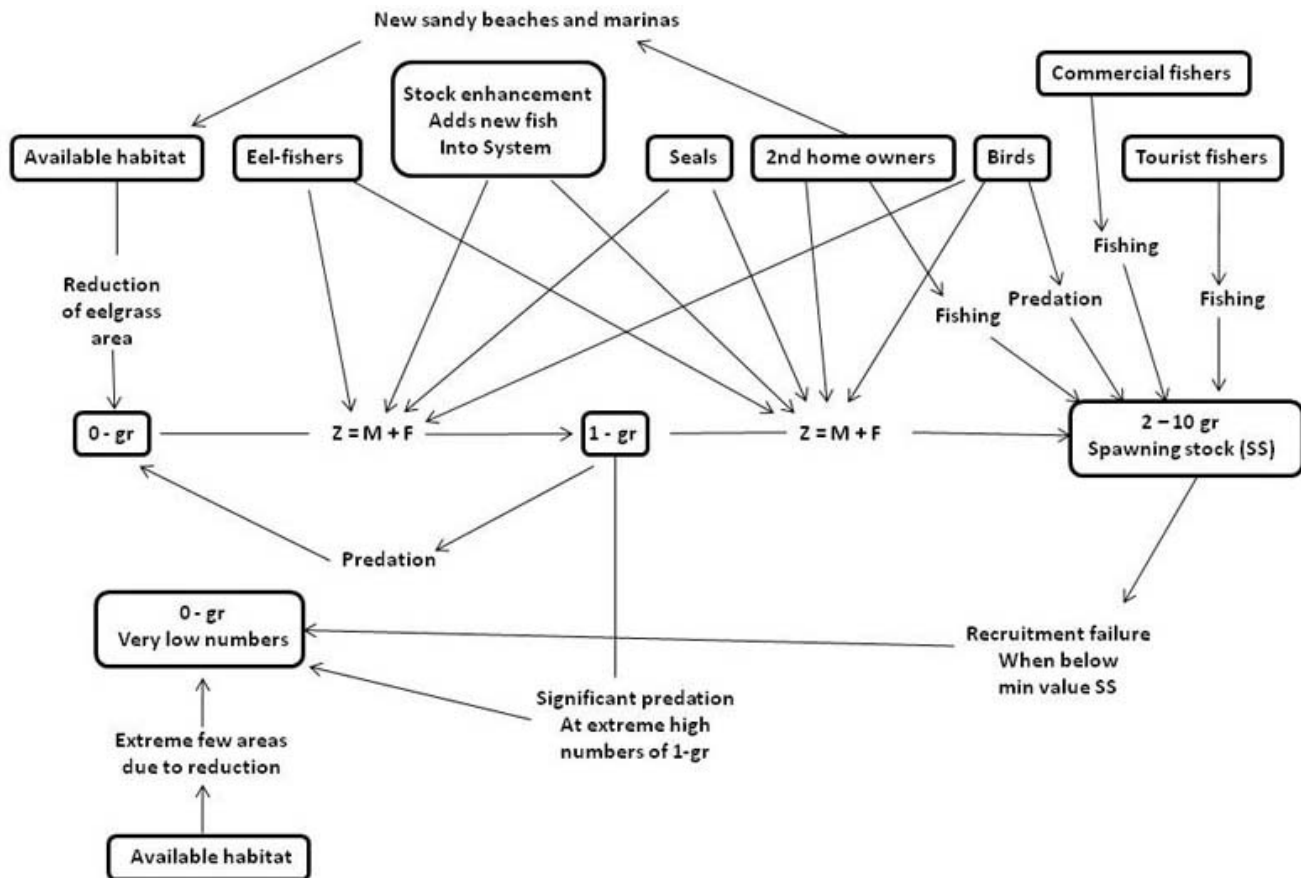 New sandy beaches and marinas
Commercial fishers
Stock enhancement
Adds new fish
Into System
Available habitat
Eel-fishers
Seals
2nd home owners
Birds
Tourist fishers
Fishing
Reduction
of eelgrass
area
Predation
Fishing
Fishing
0 - gr
Z = M + F
1 - gr
Z = M + F
2 – 10 gr
Spawning stock (SS)
Predation
0 - gr
Very low numbers
Recruitment failure
When below
min value SS
Significant predation
At extreme high
numbers of 1-gr
Extreme few areas
due to reduction
Available habitat